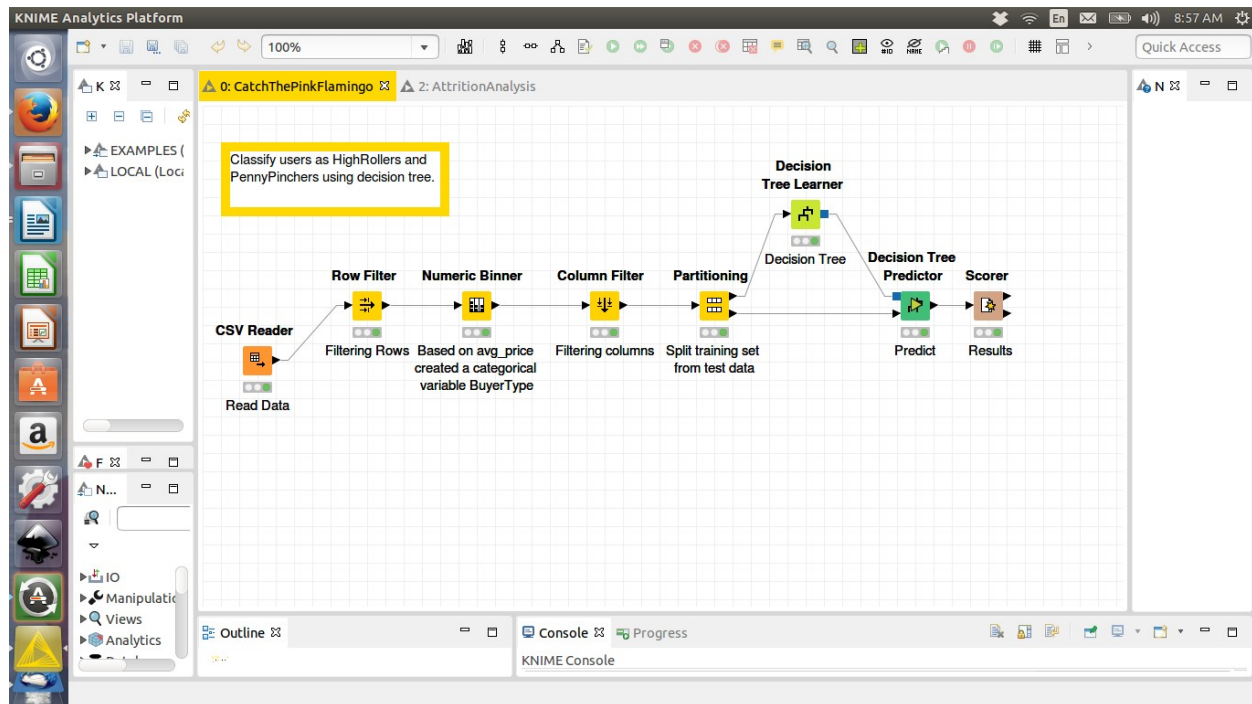 KNIME Analytics Platform
En
8:57 AM
100%
Quick Access
K
0: CatchThePinkFlamingo
2: AttritionAnalysis
N
EXAMPLES (
LOCAL (Loca
Classify users as HighRollers and
PennyPinchers using decision tree.
Decision
Tree Learner
Decision Tree
Row Filter
Numeric Binner
Column Filter
Partitioning
Decision Tree
Predictor
Scorer
CSV Reader
Filtering Rows
Based on avg_price
created a categorical
variable BuyerType
Filtering columns
Split training set
from test data
Predict
Results
Read Data
F
N...
IO
Manipulatic
Views
Analytics
Outline
Console
Progress
KNIME Console